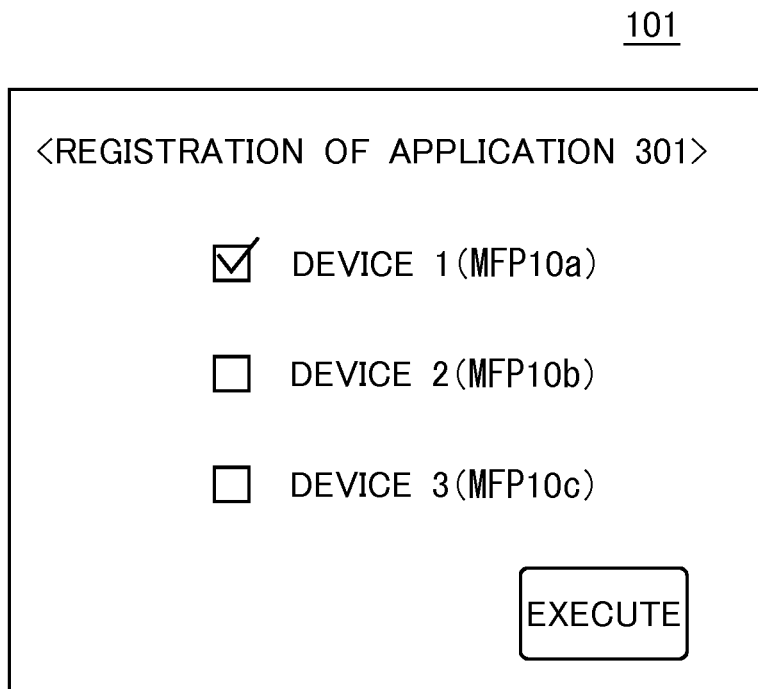 101
<REGISTRATION OF APPLICATION 301>
DEVICE 1(MFP10a)
DEVICE 2(MFP10b)
DEVICE 3(MFP10c)
EXECUTE